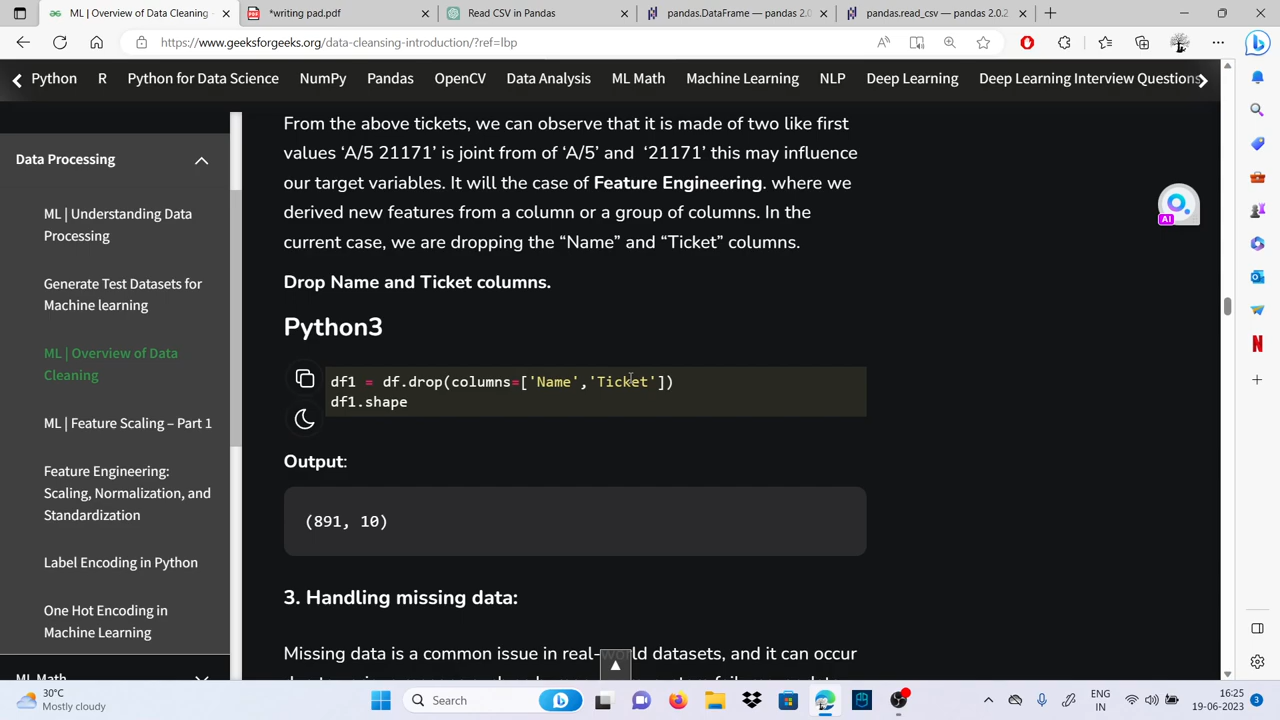 ML | Overview of Data Cleaning -
*writing pad.pdf
Read CSV in Pandas
pandas.DataFrame — pandas 2.0.
pandas.read_csv — pandas 2.0.2
https://www.geeksforgeeks.org/data-cleansing-introduction/?ref=lbp
Python R Python for Data Science NumPy Pandas OpenCV Data Analysis ML Math Machine Learning NLP Deep Learning Deep Learning Interview Questions
Data Processing
ML | Understanding Data
Processing
Generate Test Datasets for
Machine learning
ML | Overview of Data
Cleaning
ML | Feature Scaling – Part 1
Feature Engineering:
Scaling, Normalization, and
Standardization
Label Encoding in Python
One Hot Encoding in
Machine Learning
ML Math
From the above tickets, we can observe that it is made of two like first
values ‘A/5 21171’ is joint from of ‘A/5’ and ‘21171’ this may influence
our target variables. It will the case of Feature Engineering. where we
derived new features from a column or a group of columns. In the
current case, we are dropping the “Name” and “Ticket” columns.
Drop Name and Ticket columns.
Python3
df1 = df.drop(columns=['Name','Ticket'])
df1.shape
Output:
(891, 10)
3. Handling missing data:
Missing data is a common issue in real-world datasets, and it can occur
AI
30°C
Mostly cloudy
Search
ENG
IN
16:25
19-06-2023
3